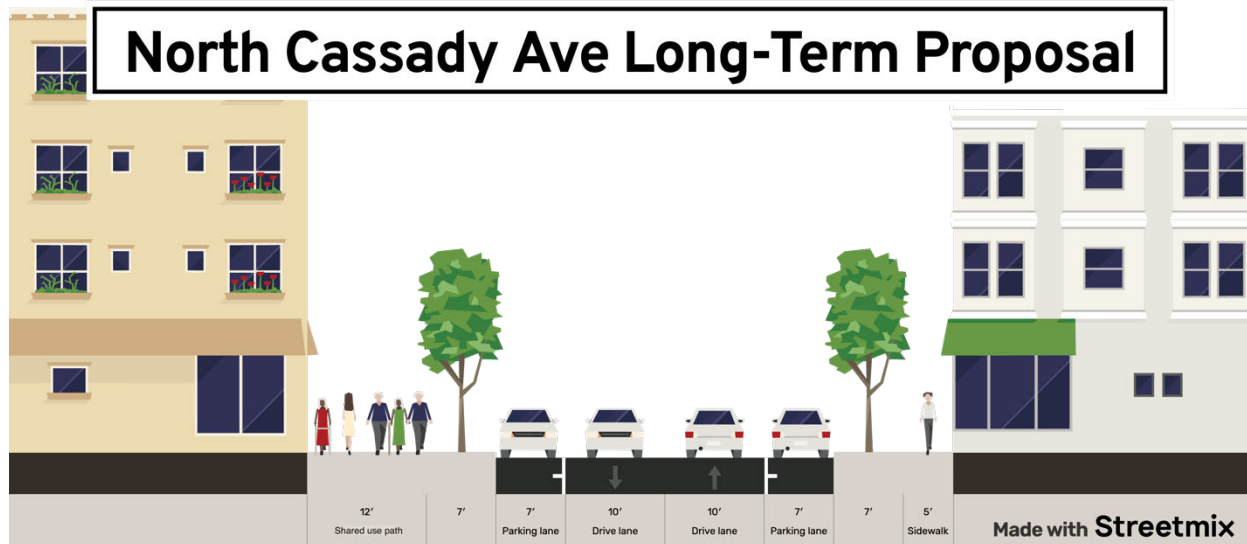 North Cassady Ave Long-Term Proposal
12' 7' 7' 10' 10' 7' 7' 5'
Shared use path Parking lane Drive lane Drive lane Parking lane Sidewalk
Made with Streetmix